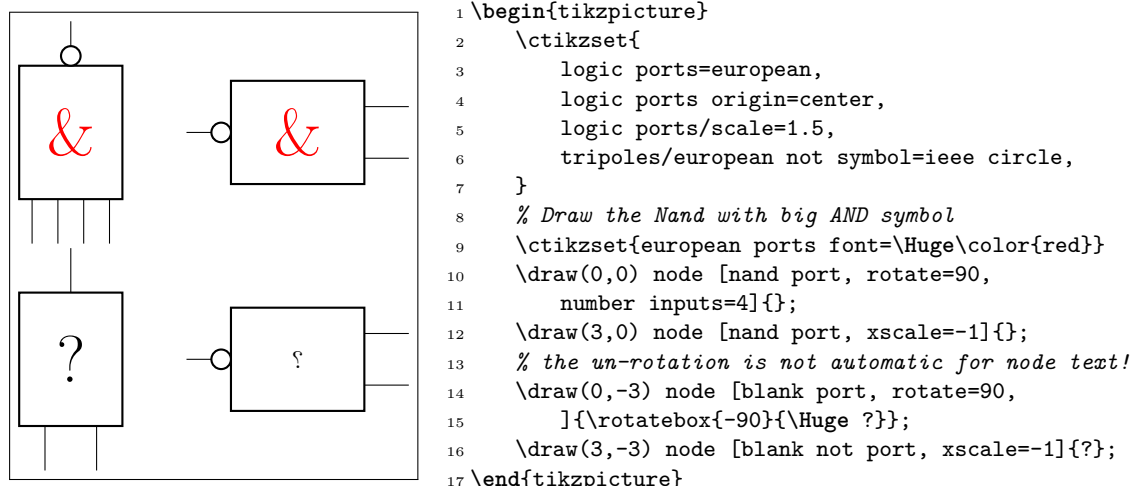 &
&
?
?
1 \begin{tikzpicture}
2     \ctikzset{
3         logic ports=european,
4         logic ports origin=center,
5         logic ports/scale=1.5,
6         tripoles/european not symbol=ieee circle,
7     }
8     % Draw the Nand with big AND symbol
9     \ctikzset{european ports font=\Huge\color{red}}
10     \draw(0,0) node [nand port, rotate=90,
11         number inputs=4]{};
12     \draw(3,0) node [nand port, xscale=-1]{};
13     % the un-rotation is not automatic for node text!
14     \draw(0,-3) node [blank port, rotate=90,
15         ]{\rotatebox{-90}{\Huge ?}};
16     \draw(3,-3) node [blank not port, xscale=-1]{?};
17 \end{tikzpicture}